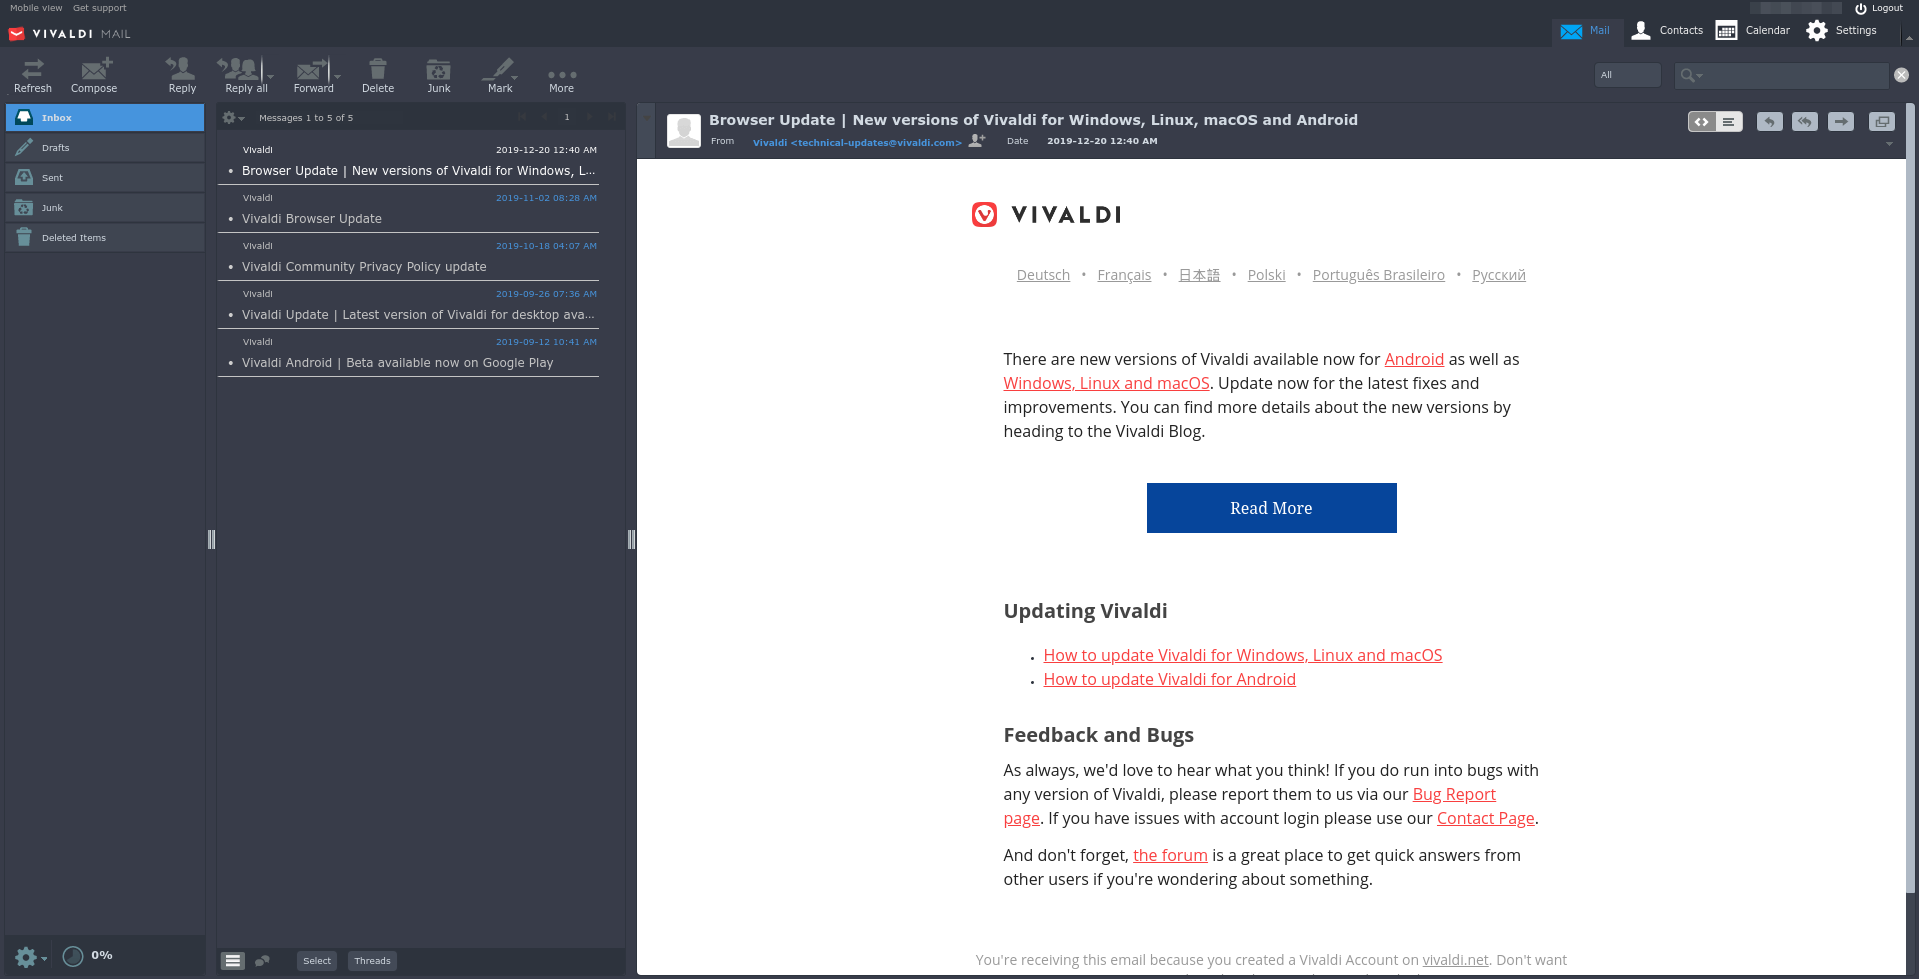 Mobile view Get support
Logout
VIVALDI MAIL
Mail Contacts Calendar Settings
Refresh Compose Reply Reply all Forward Delete Junk Mark More
All
Inbox
Drafts
Sent
Junk
Deleted Items
0%
Messages 1 to 5 of 5
1
Vivaldi 2019-12-20 12:40 AM
• Browser Update | New versions of Vivaldi for Windows, L...
Vivaldi 2019-11-02 08:28 AM
• Vivaldi Browser Update
Vivaldi 2019-10-18 04:07 AM
• Vivaldi Community Privacy Policy update
Vivaldi 2019-09-26 07:36 AM
• Vivaldi Update | Latest version of Vivaldi for desktop ava...
Vivaldi 2019-09-12 10:41 AM
• Vivaldi Android | Beta available now on Google Play
Select Threads
Browser Update | New versions of Vivaldi for Windows, Linux, macOS and Android
From Vivaldi <technical-updates@vivaldi.com> Date 2019-12-20 12:40 AM
VIVALDI
Deutsch • Français • 日本語 • Polski • Português Brasileiro • Русский
There are new versions of Vivaldi available now for Android as well as
Windows, Linux and macOS. Update now for the latest fixes and
improvements. You can find more details about the new versions by
heading to the Vivaldi Blog.
Read More
Updating Vivaldi
• How to update Vivaldi for Windows, Linux and macOS
• How to update Vivaldi for Android
Feedback and Bugs
As always, we'd love to hear what you think! If you do run into bugs with
any version of Vivaldi, please report them to us via our Bug Report
page. If you have issues with account login please use our Contact Page.
And don't forget, the forum is a great place to get quick answers from
other users if you're wondering about something.
You're receiving this email because you created a Vivaldi Account on vivaldi.net. Don't want